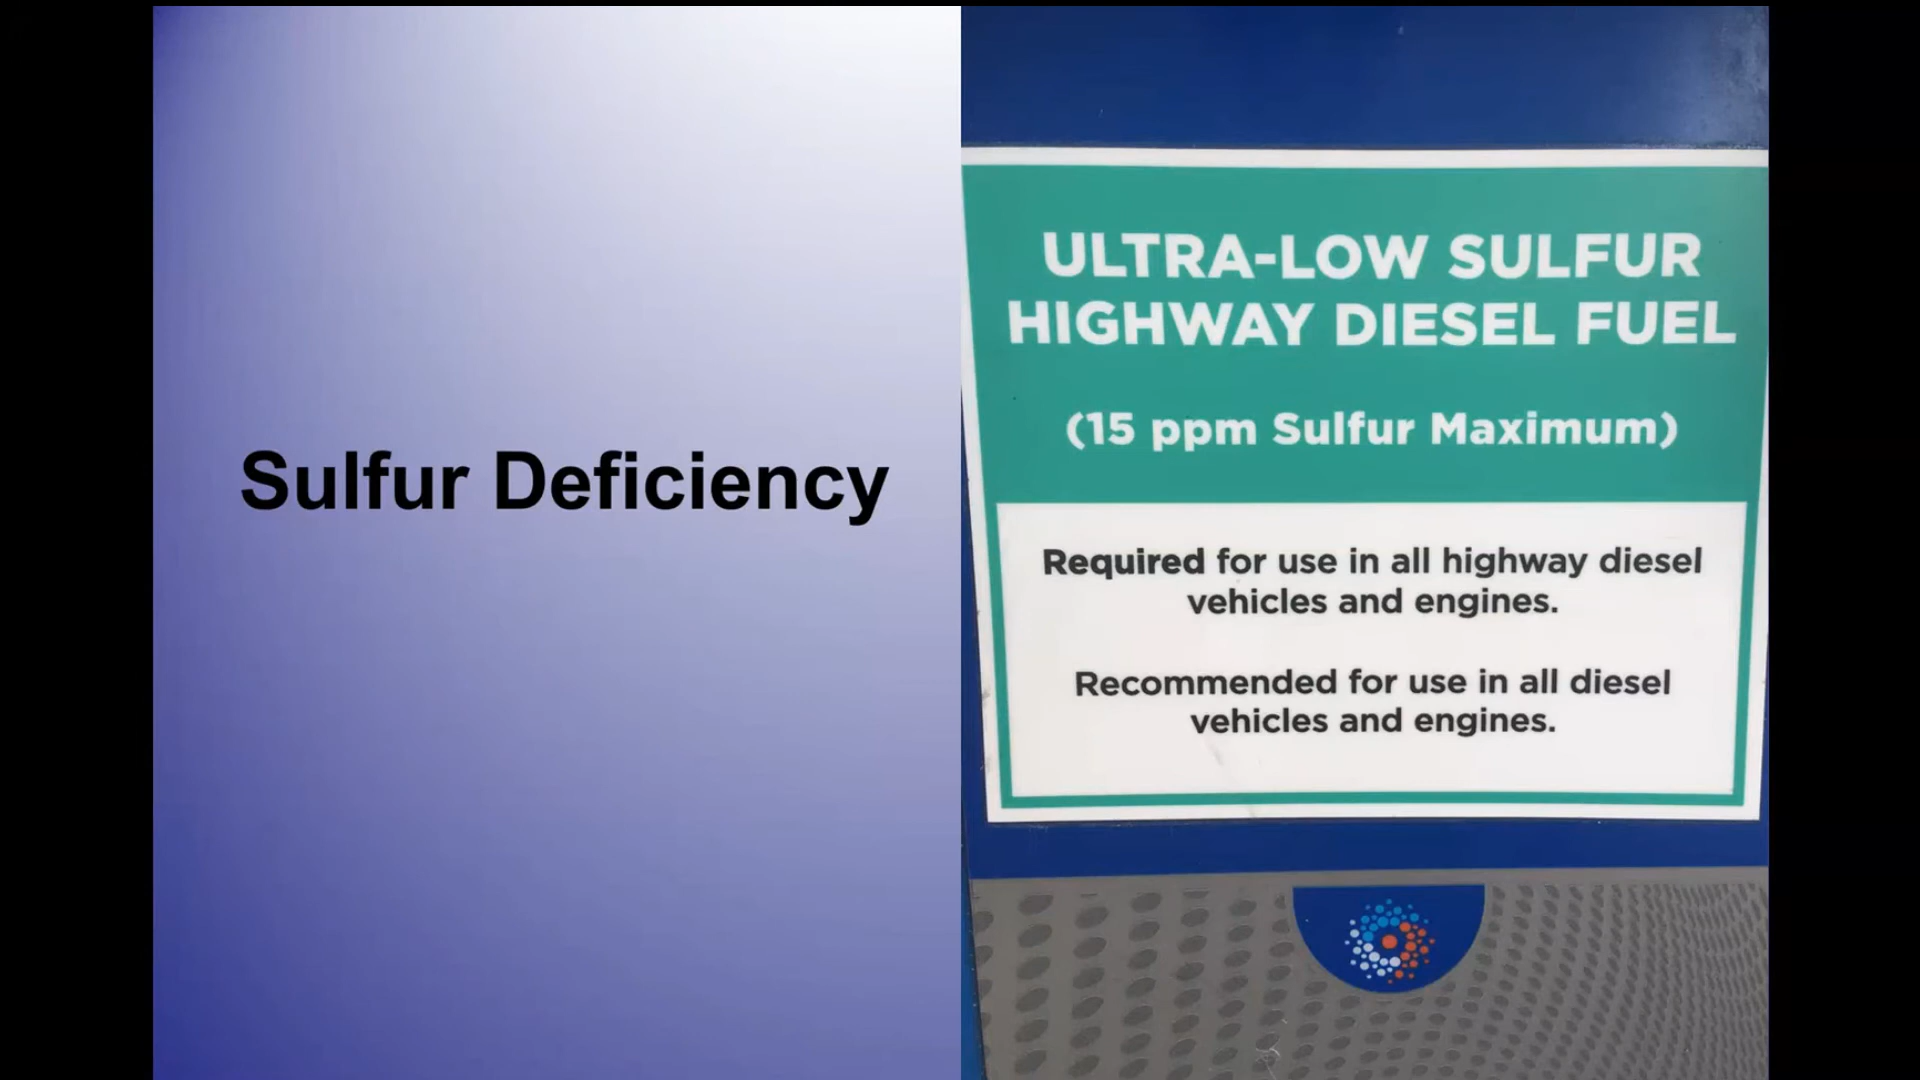 Sulfur Deficiency
ULTRA-LOW SULFUR
HIGHWAY DIESEL FUEL
(15 ppm Sulfur Maximum)
Required for use in all highway diesel
vehicles and engines.
Recommended for use in all diesel
vehicles and engines.